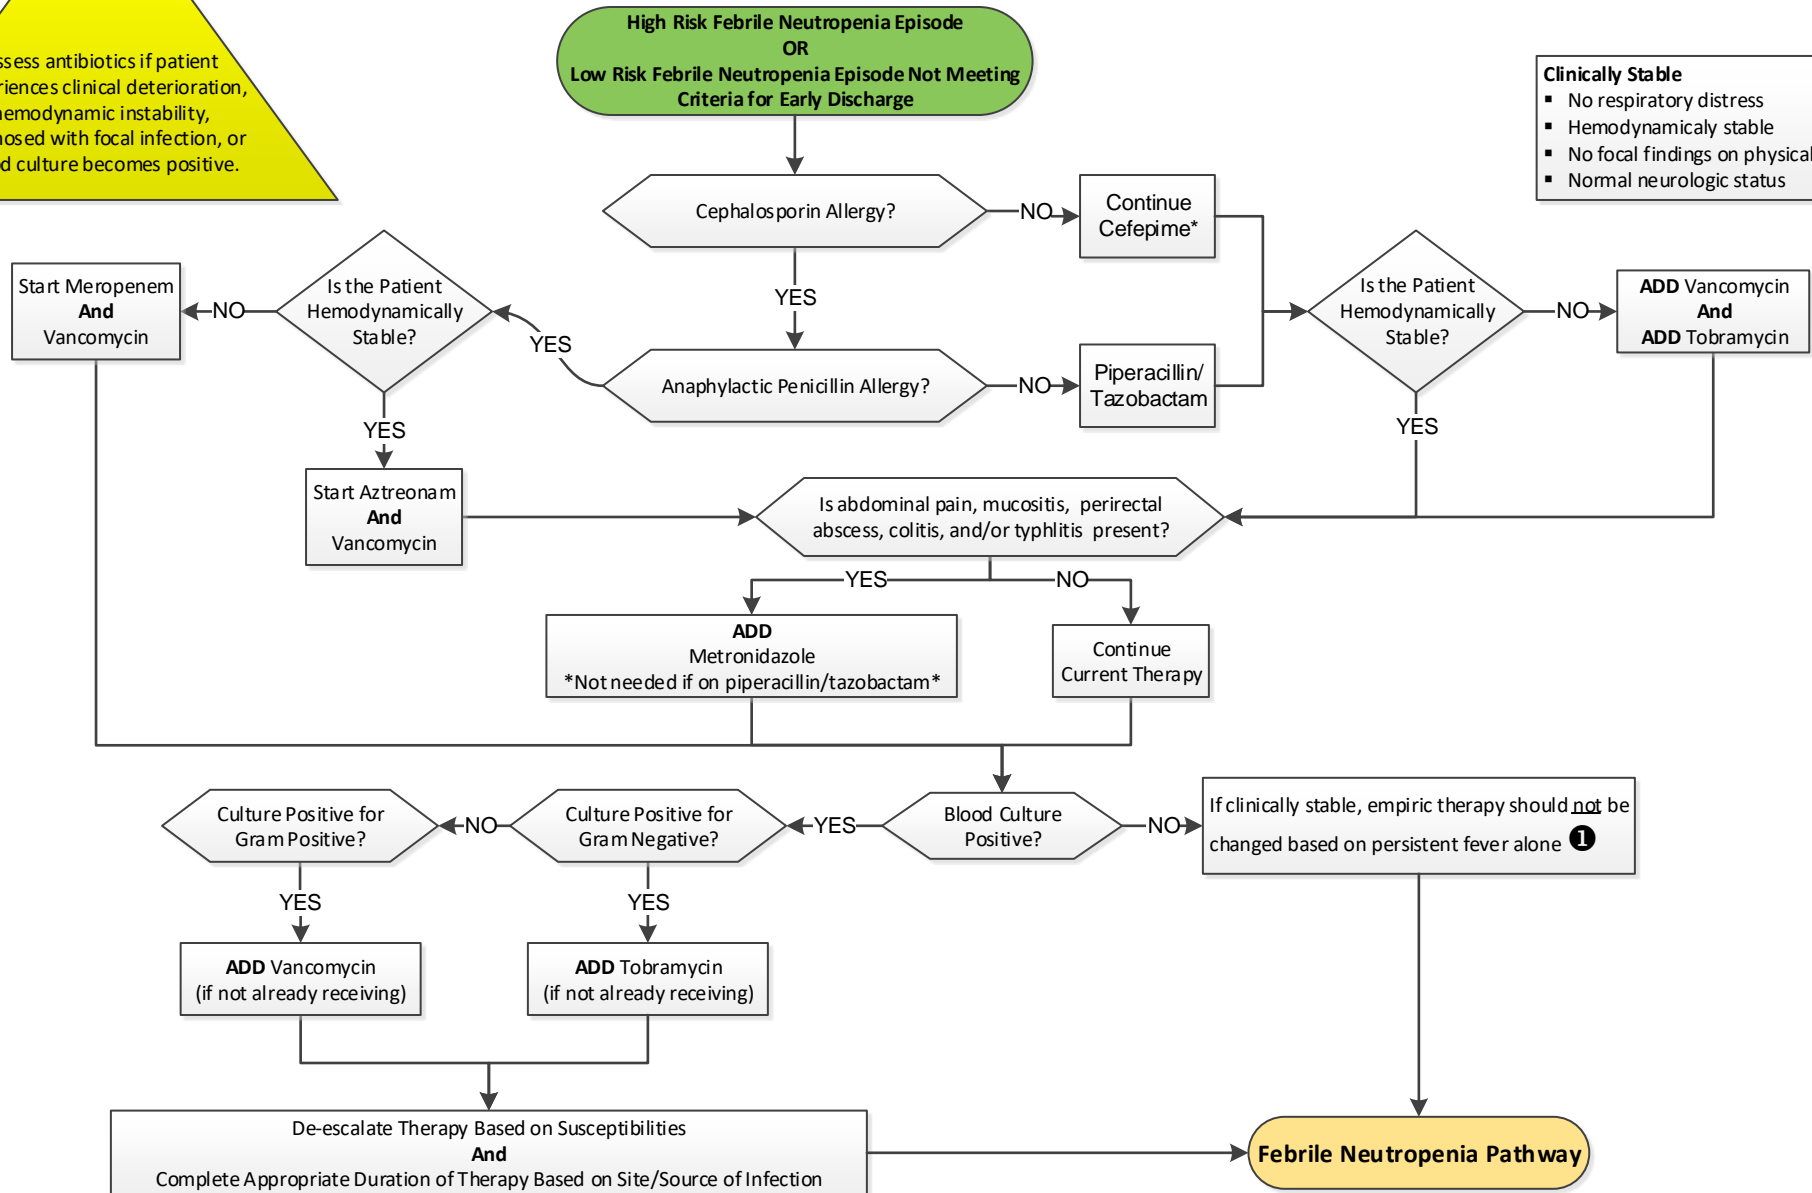 High Risk Febrile Neutropenia Episode
OR
Low Risk Febrile Neutropenia Episode Not Meeting
Criteria for Early Discharge
antibiotics if patient
clinical deterioration,
hemodynamic instability,
with focal infection, or
culture becomes positive.
Clinically Stable
▪ No respiratory distress
▪ Hemodynamicaly stable
▪ No focal findings on physical
▪ Normal neurologic status
Cephalosporin Allergy?
NO
Continue
Cefepime*
YES
Anaphylactic Penicillin Allergy?
NO
Piperacillin/
Tazobactam
YES
Is the Patient
Hemodynamically
Stable?
NO
Start Meropenem
And
Vancomycin
YES
Start Aztreonam
And
Vancomycin
Is the Patient
Hemodynamically
Stable?
NO
ADD Vancomycin
And
ADD Tobramycin
YES
Is abdominal pain, mucositis, perirectal
abscess, colitis, and/or typhlitis present?
YES
NO
ADD
Metronidazole
*Not needed if on piperacillin/tazobactam*
Continue
Current Therapy
Blood Culture
Positive?
NO
If clinically stable, empiric therapy should not be
changed based on persistent fever alone ❶
YES
Culture Positive for
Gram Negative?
NO
Culture Positive for
Gram Positive?
YES
YES
ADD Vancomycin
(if not already receiving)
ADD Tobramycin
(if not already receiving)
De-escalate Therapy Based on Susceptibilities
And
Complete Appropriate Duration of Therapy Based on Site/Source of Infection
Febrile Neutropenia Pathway